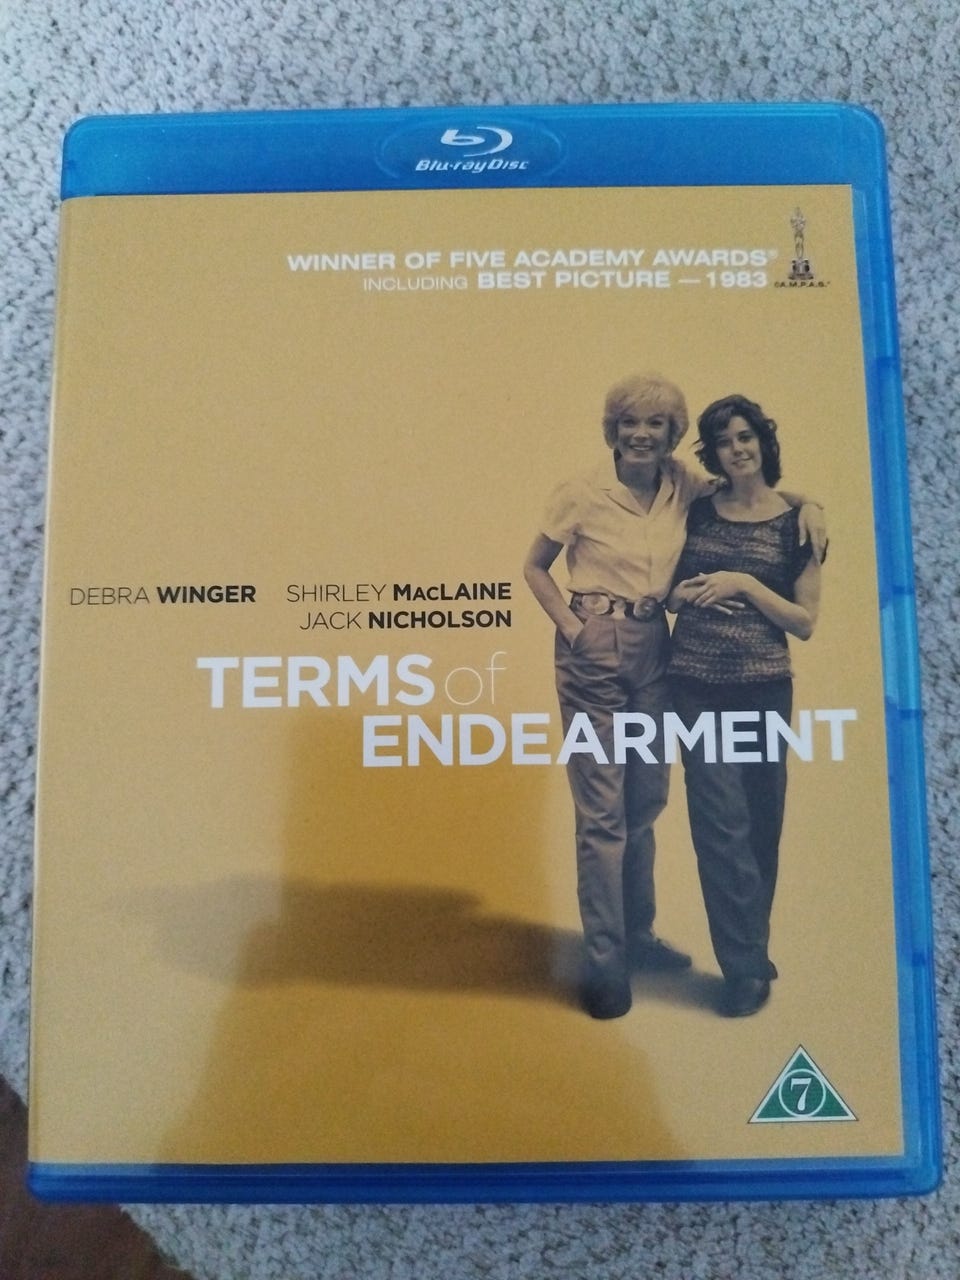 Blu-ray Disc
WINNER OF FIVE ACADEMY AWARDS®
INCLUDING BEST PICTURE — 1983
©A.M.P.A.S.®
DEBRA WINGER SHIRLEY MACLAINE
JACK NICHOLSON
TERMS of
ENDEARMENT
7